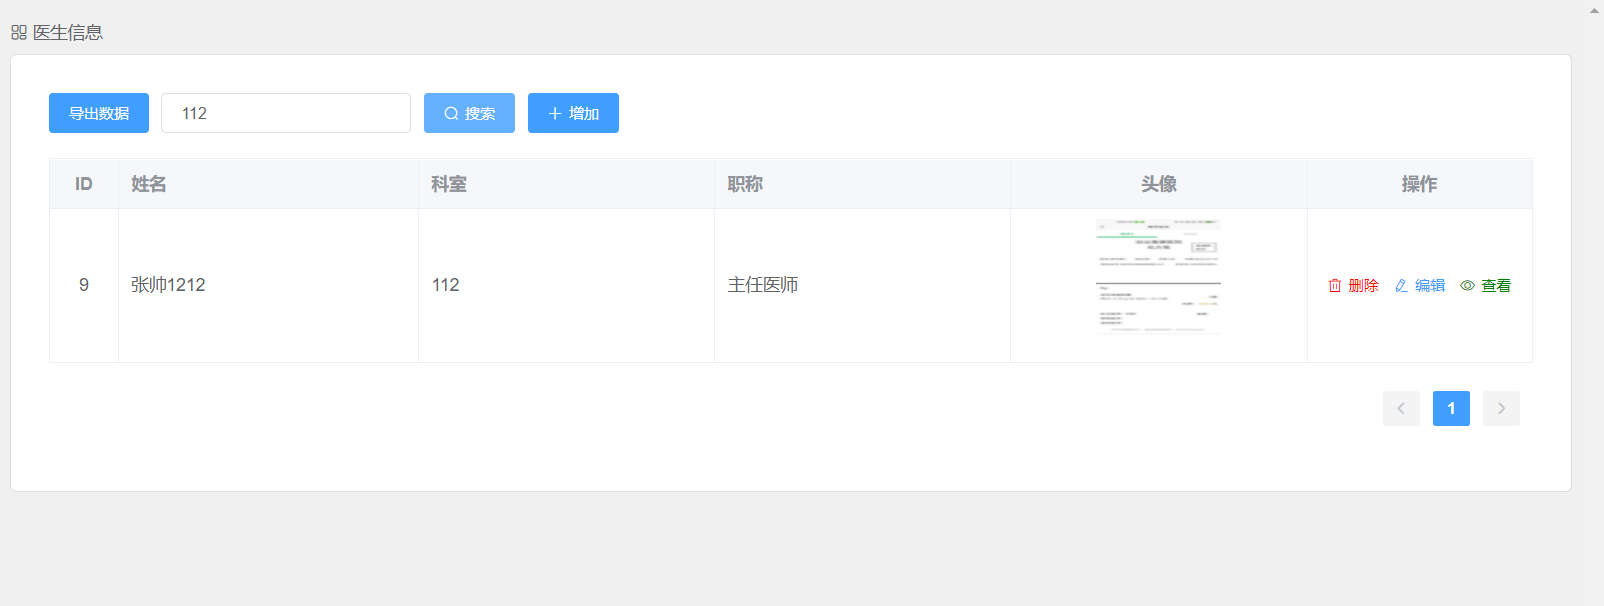 医生信息
导出数据 112 搜索 增加
ID 姓名 科室 职称 头像 操作
9 张帅1212 112 主任医师 删除 编辑 查看
1